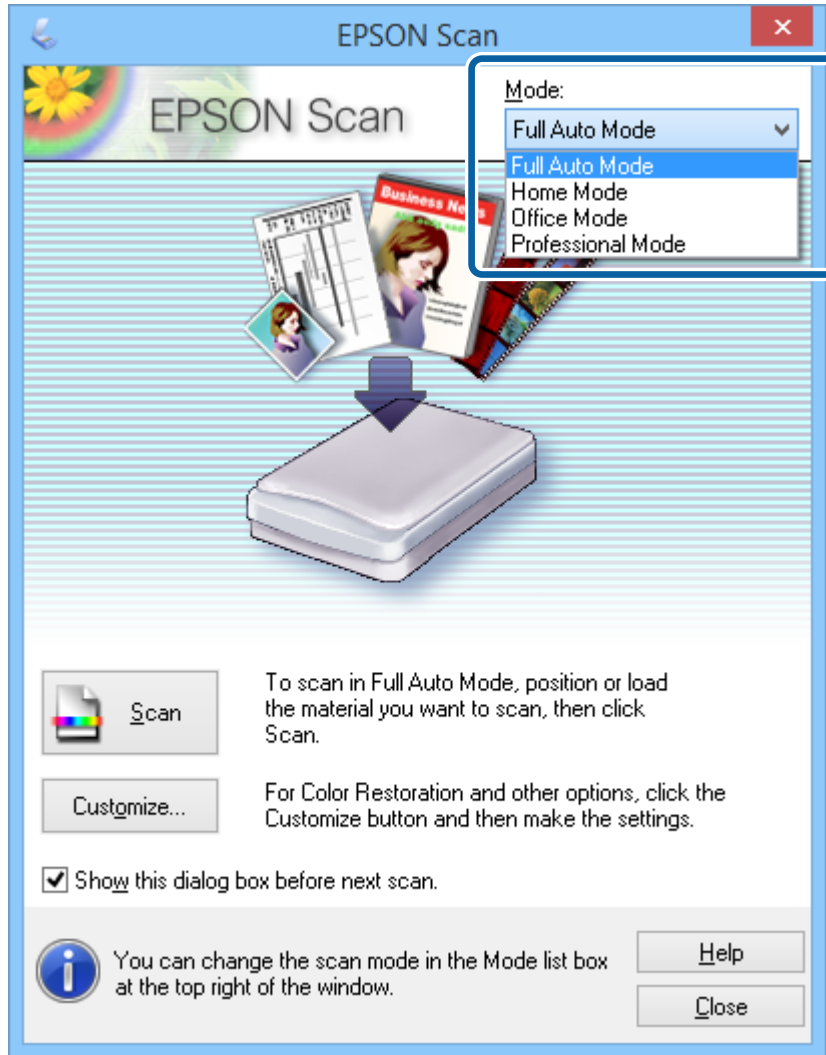 EPSON Scan
EPSON Scan
Mode:
Full Auto Mode
Full Auto Mode
Home Mode
Office Mode
Professional Mode
Business Ne
Scan
To scan in Full Auto Mode, position or load
the material you want to scan, then click
Scan.
Customize...
For Color Restoration and other options, click the
Customize button and then make the settings.
Show this dialog box before next scan.
You can change the scan mode in the Mode list box
at the top right of the window.
Help
Close